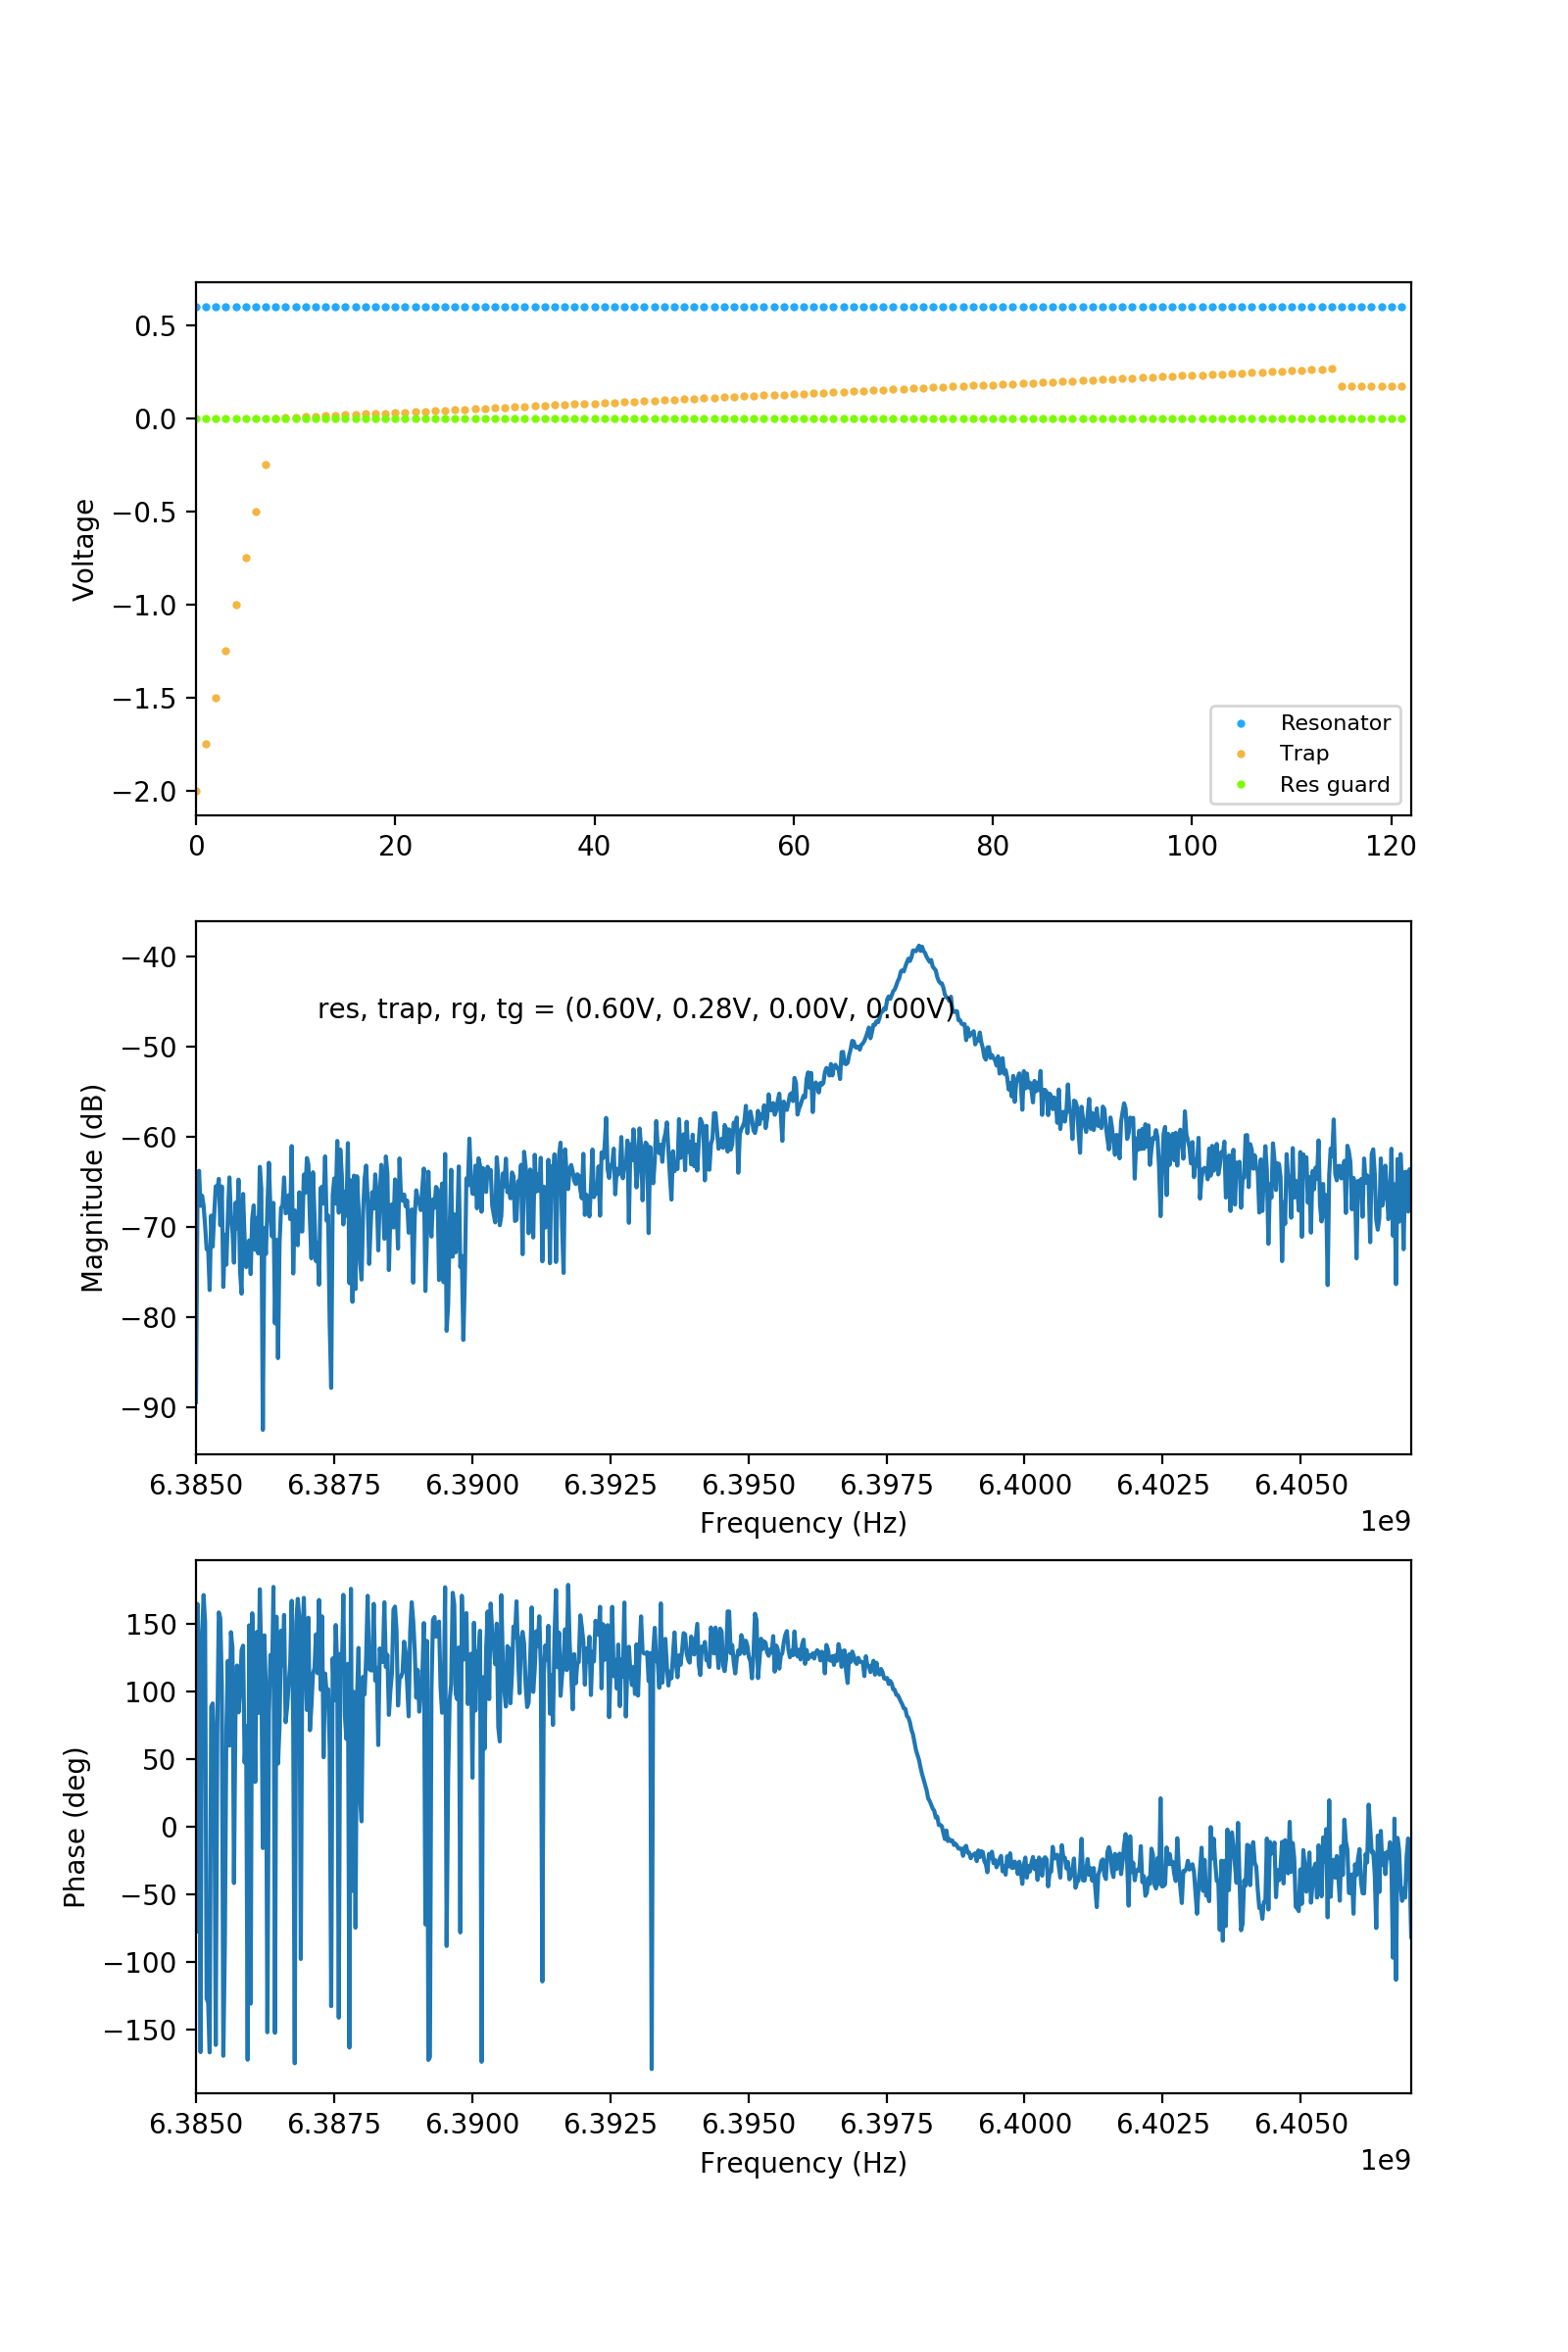 0.5
0.0
−0.5
−1.0
−1.5
−2.0
Voltage
Resonator
Trap
Res guard
0 20 40 60 80 100 120
−40
−50
−60
−70
−80
−90
Magnitude (dB)
res, trap, rg, tg = (0.60V, 0.28V, 0.00V, 0.00V)
6.3850 6.3875 6.3900 6.3925 6.3950 6.3975 6.4000 6.4025 6.4050
Frequency (Hz)
1e9
150
100
50
0
−50
−100
−150
Phase (deg)
6.3850 6.3875 6.3900 6.3925 6.3950 6.3975 6.4000 6.4025 6.4050
Frequency (Hz)
1e9